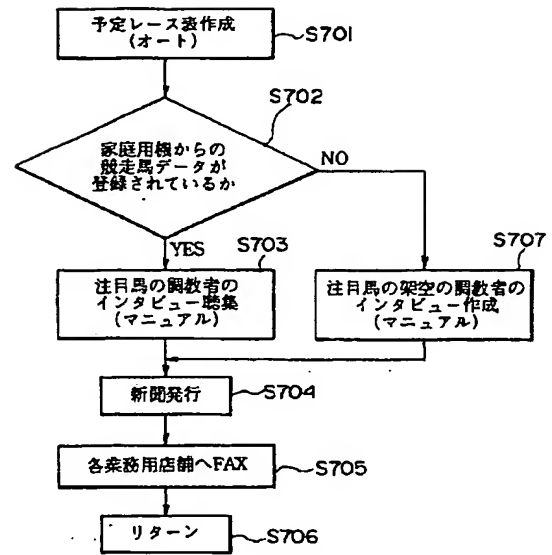 予定レース表作成
(オート)
S701
S702
家庭用機からの
競走馬データが
登録されているか
NO
YES
S703
S707
注目馬の調教者の
インタビュー聴集
(マニュアル)
注目馬の架空の調教者の
インタビュー作成
(マニュアル)
新聞発行
S704
各業務用店舗へFAX
S705
リターン
S706